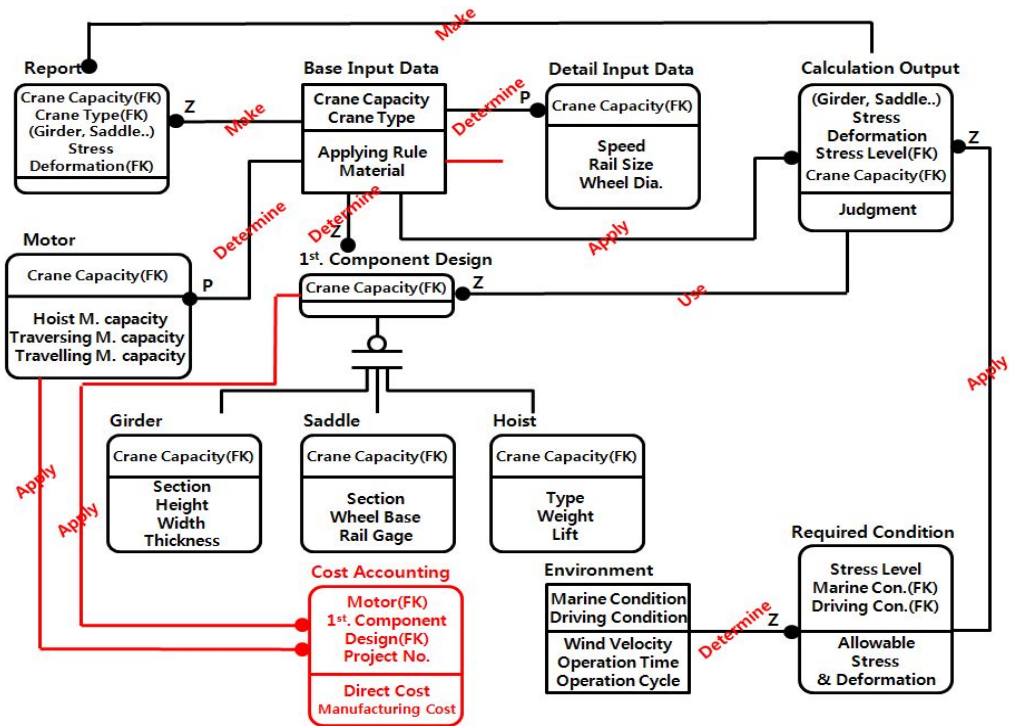 Make
Report
Crane Capacity(FK)
Crane Type(FK)
(Girder, Saddle..)
Stress
Deformation(FK)
Z
Make
Base Input Data
Crane Capacity
Crane Type
Applying Rule
Material
Determine
P
Detail Input Data
Crane Capacity(FK)
Speed
Rail Size
Wheel Dia.
Calculation Output
(Girder, Saddle..)
Stress
Deformation
Stress Level(FK)
Crane Capacity(FK)
Judgment
Z
Motor
Crane Capacity(FK)
Hoist M. capacity
Traversing M. capacity
Travelling M. capacity
P
Determine
Determine
Z
Apply
1st. Component Design
Crane Capacity(FK)
Z
Use
Apply
Girder
Crane Capacity(FK)
Section
Height
Width
Thickness
Saddle
Crane Capacity(FK)
Section
Wheel Base
Rail Gage
Hoist
Crane Capacity(FK)
Type
Weight
Lift
Apply
Apply
Cost Accounting
Motor(FK)
1st. Component
Design(FK)
Project No.
Direct Cost
Manufacturing Cost
Environment
Marine Condition
Driving Condition
Wind Velocity
Operation Time
Operation Cycle
Determine
Z
Required Condition
Stress Level
Marine Con.(FK)
Driving Con.(FK)
Allowable
Stress
& Deformation